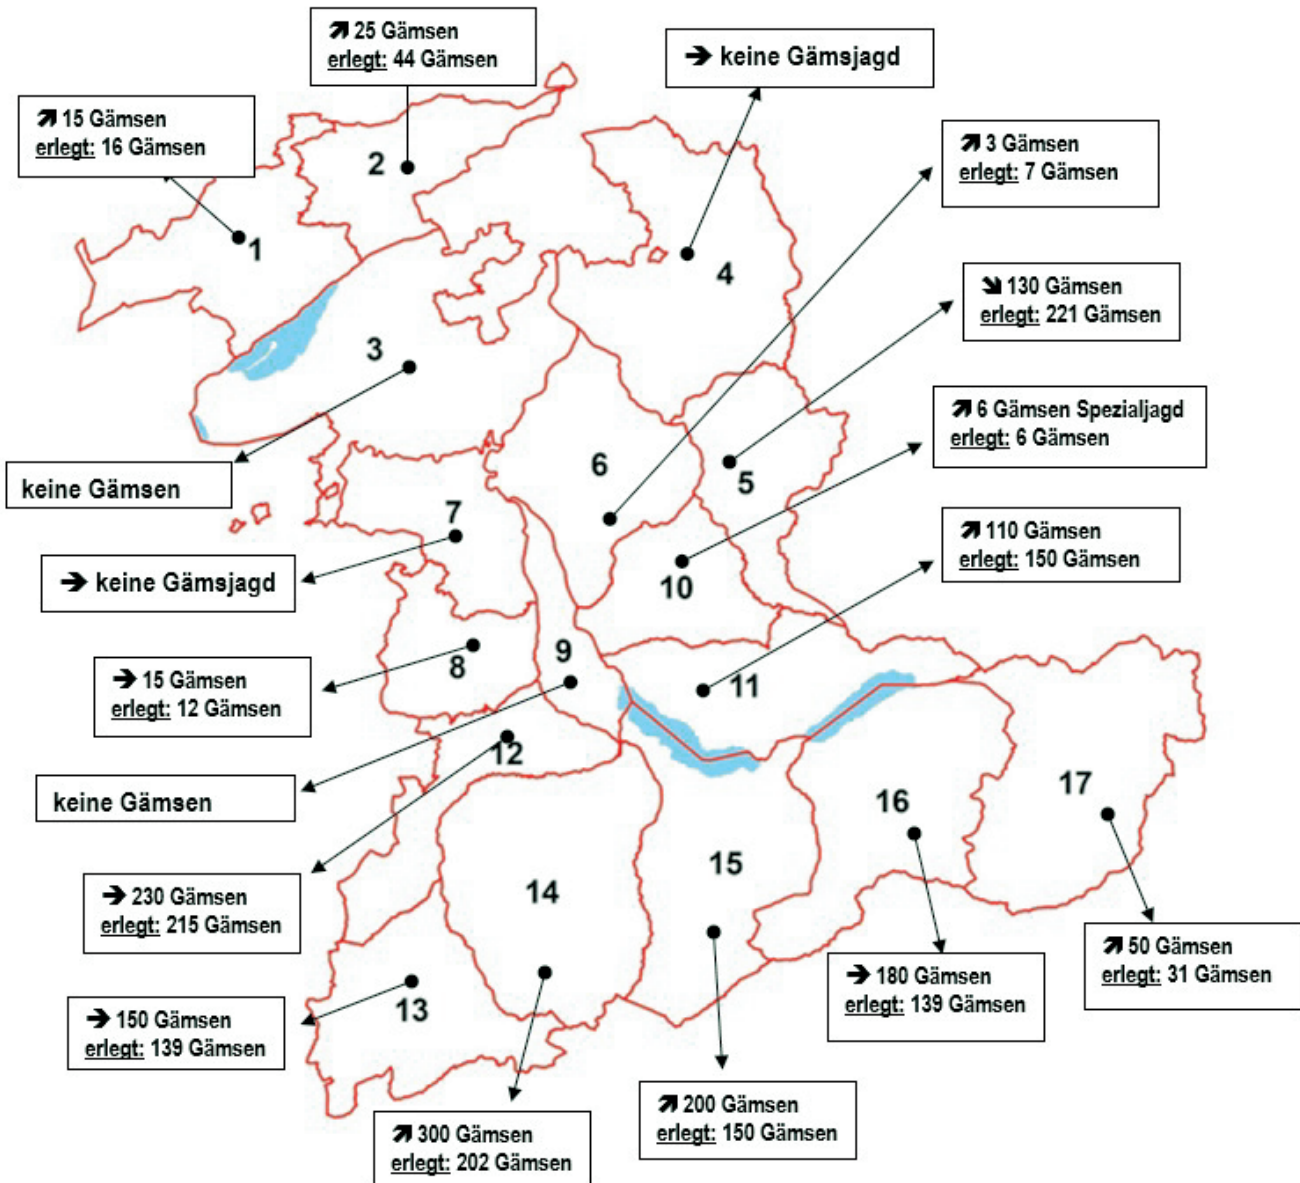 ➔ 25 Gämsen
erlegt: 44 Gämsen
➔ keine Gämsjagd
➔ 15 Gämsen
erlegt: 16 Gämsen
➔ 3 Gämsen
erlegt: 7 Gämsen
2
1
4
➔ 130 Gämsen
erlegt: 221 Gämsen
3
➔ 6 Gämsen Spezialjagd
erlegt: 6 Gämsen
keine Gämsen
6
5
7
➔ 110 Gämsen
erlegt: 150 Gämsen
➔ keine Gämsjagd
10
8
9
11
➔ 15 Gämsen
erlegt: 12 Gämsen
12
keine Gämsen
16
17
15
➔ 230 Gämsen
erlegt: 215 Gämsen
14
➔ 50 Gämsen
erlegt: 31 Gämsen
➔ 180 Gämsen
erlegt: 139 Gämsen
13
➔ 150 Gämsen
erlegt: 139 Gämsen
➔ 200 Gämsen
erlegt: 150 Gämsen
➔ 300 Gämsen
erlegt: 202 Gämsen